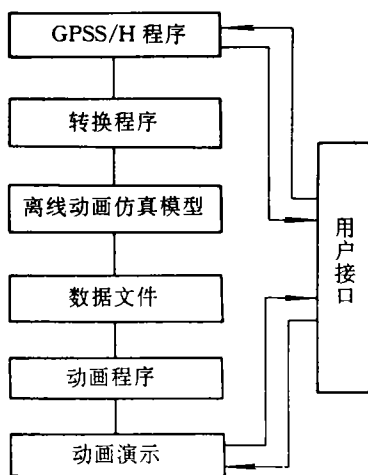 GPSS/H 程序
转换程序
离线动画仿真模型
数据文件
动画程序
动画演示
用户接口